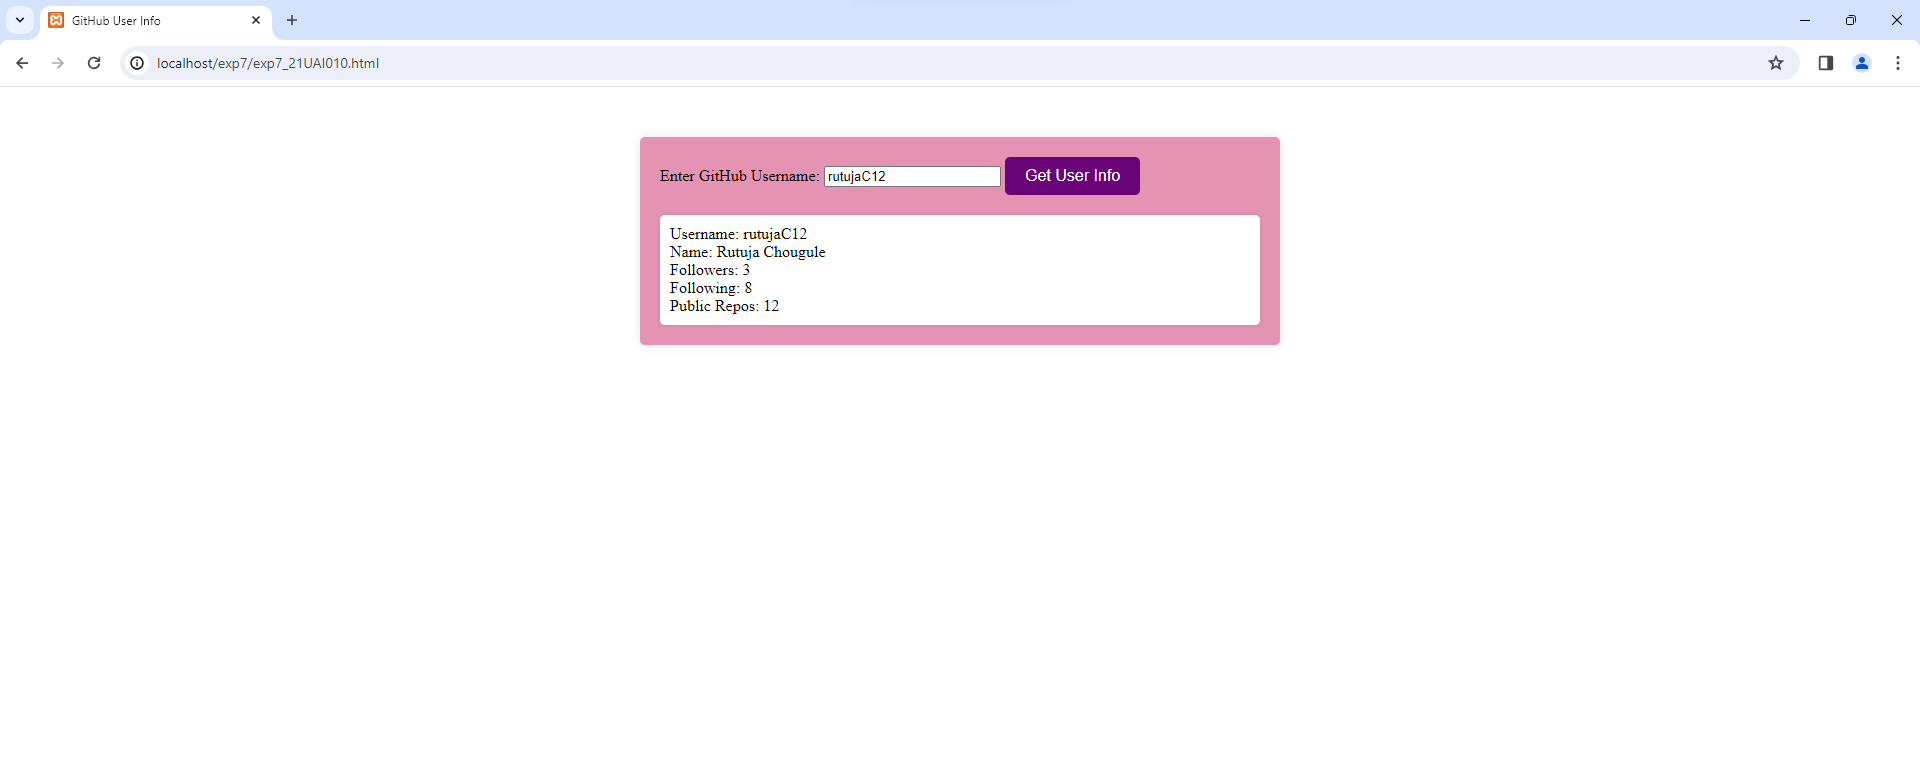 GitHub User Info
localhost/exp7/exp7_21UAI010.html
Enter GitHub Username: rutujaC12 Get User Info
Username: rutujaC12
Name: Rutuja Chougule
Followers: 3
Following: 8
Public Repos: 12